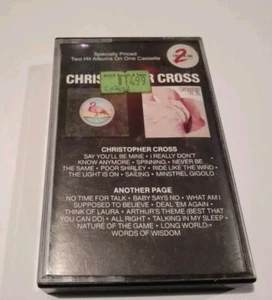 Specially Priced
Two Hit Albums On One Cassette
2
CHRISTOPHER CROSS
CHRISTOPHER CROSS
SAY YOU'LL BE MINE • I REALLY DON'T
KNOW ANYMORE • SPINNING • NEVER BE
THE SAME • POOR SHIRLEY • RIDE LIKE THE WIND •
THE LIGHT IS ON • SAILING • MINSTREL GIGOLO
ANOTHER PAGE
NO TIME FOR TALK • BABY SAYS NO • WHAT AM I
SUPPOSED TO BELIEVE • DEAL 'EM AGAIN •
THINK OF LAURA • ARTHUR'S THEME (BEST THAT
YOU CAN DO) • ALL RIGHT • TALKING IN MY SLEEP •
NATURE OF THE GAME • LONG WORLD •
WORDS OF WISDOM